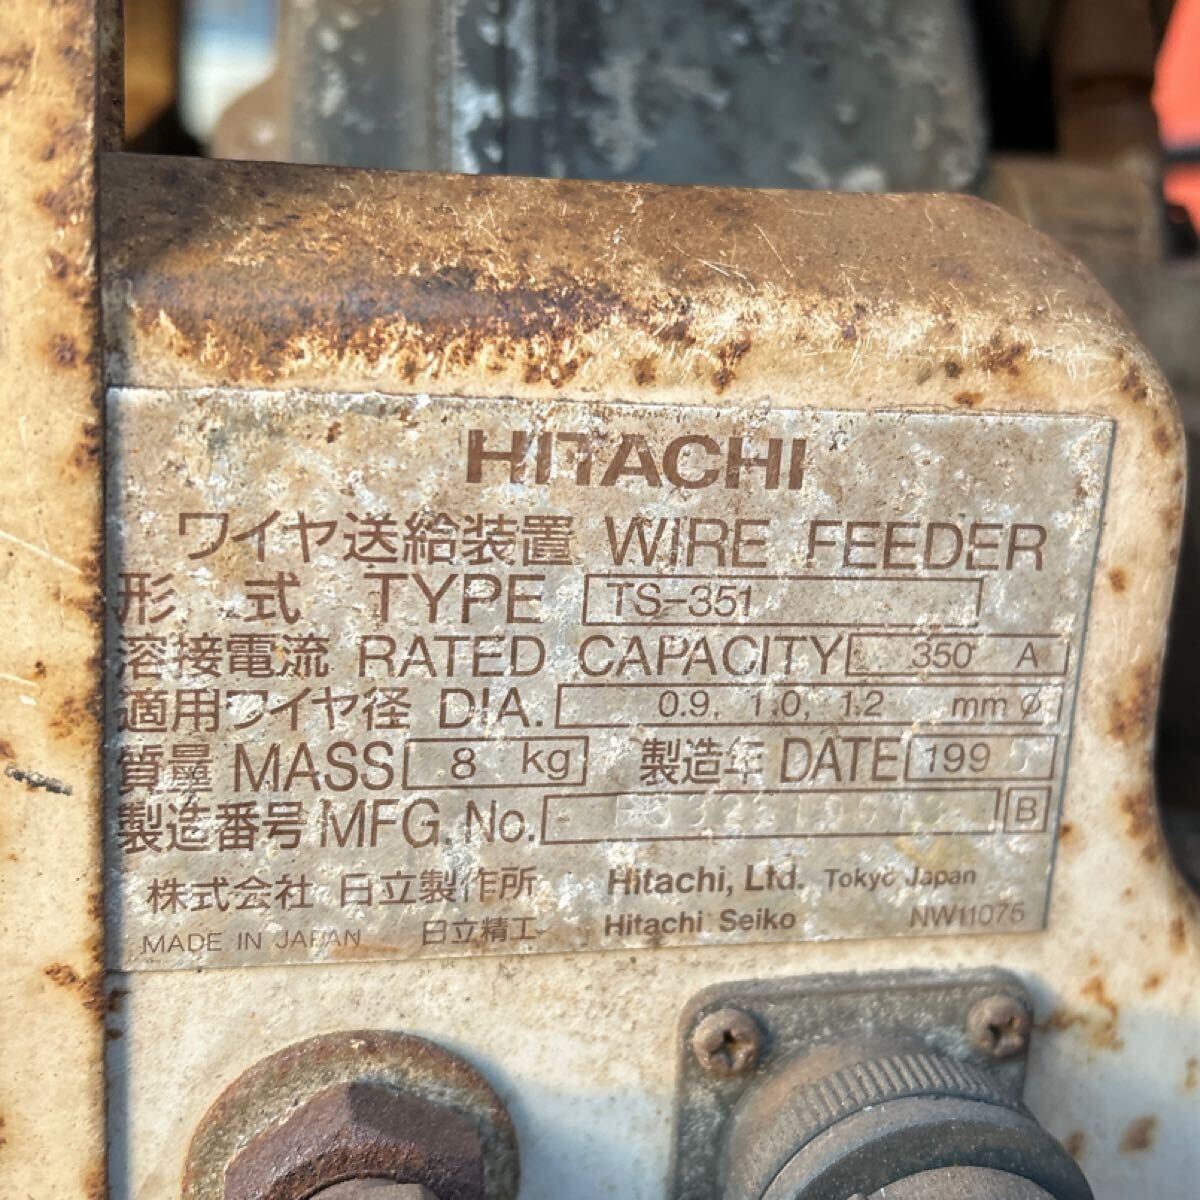 HITACHI
ワイヤ送給装置 WIRE FEEDER
形 式 TYPE TS-351
溶接電流 RATED CAPACITY 350 A
適用ワイヤ径 DIA. 0.9, 1.0, 1.2 mm φ
質量 MASS 8 kg 製造年 DATE 199
製造番号 MFG. No. B
株式会社 日立製作所 Hitachi, Ltd. Tokyo Japan
MADE IN JAPAN 日立精工 Hitachi Seiko NW11075